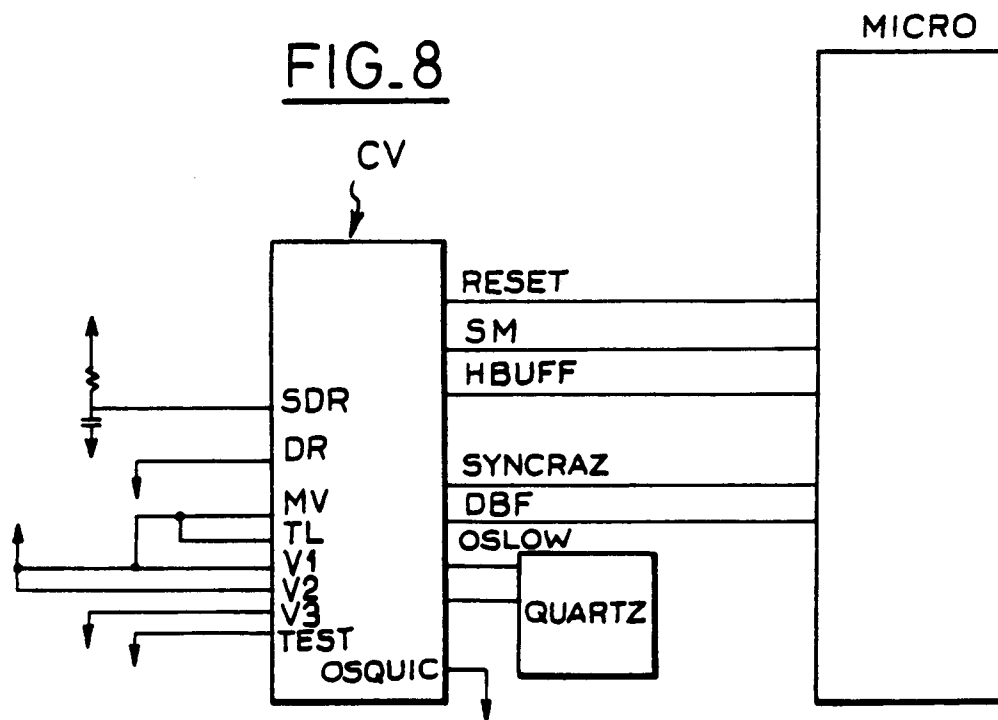 MICRO
FIG_8
CV
RESET
SM
HBUFF
SDR
DR
SYNCRAZ
MV
DBF
TL
OSLOW
V1
V2
V3
QUARTZ
TEST
OSQUIC